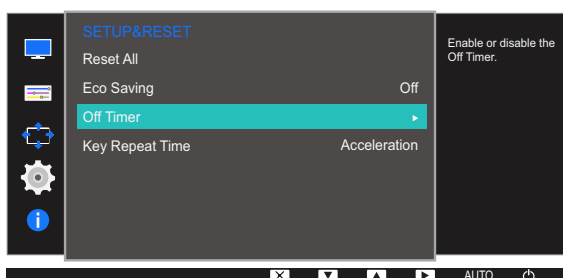 SETUP&RESET
Reset All
Eco Saving Off
Off Timer
Key Repeat Time Acceleration
Enable or disable the
Off Timer.
AUTO